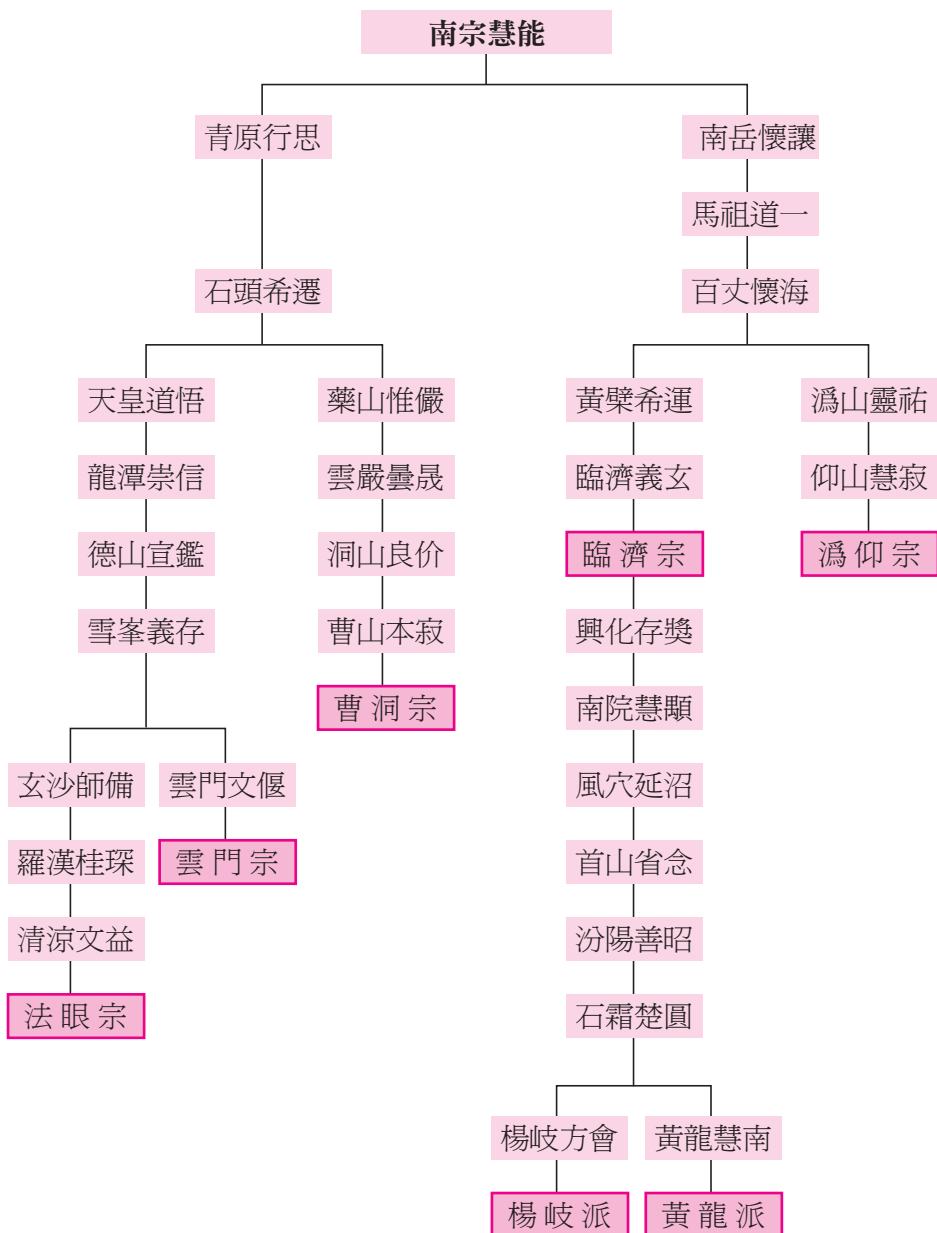 南宗慧能
青原行思
南岳懷讓
馬祖道一
石頭希遷
百丈懷海
天皇道悟
藥山惟儼
黃檗希運
潙山靈祐
龍潭崇信
雲嚴曇晟
臨濟義玄
仰山慧寂
德山宣鑑
洞山良价
臨濟宗
潙仰宗
雪峯義存
曹山本寂
興化存獎
曹洞宗
南院慧顒
玄沙師備
雲門文偃
風穴延沼
羅漢桂琛
雲門宗
首山省念
清涼文益
汾陽善昭
法眼宗
石霜楚圓
楊岐方會
黃龍慧南
楊岐派
黃龍派